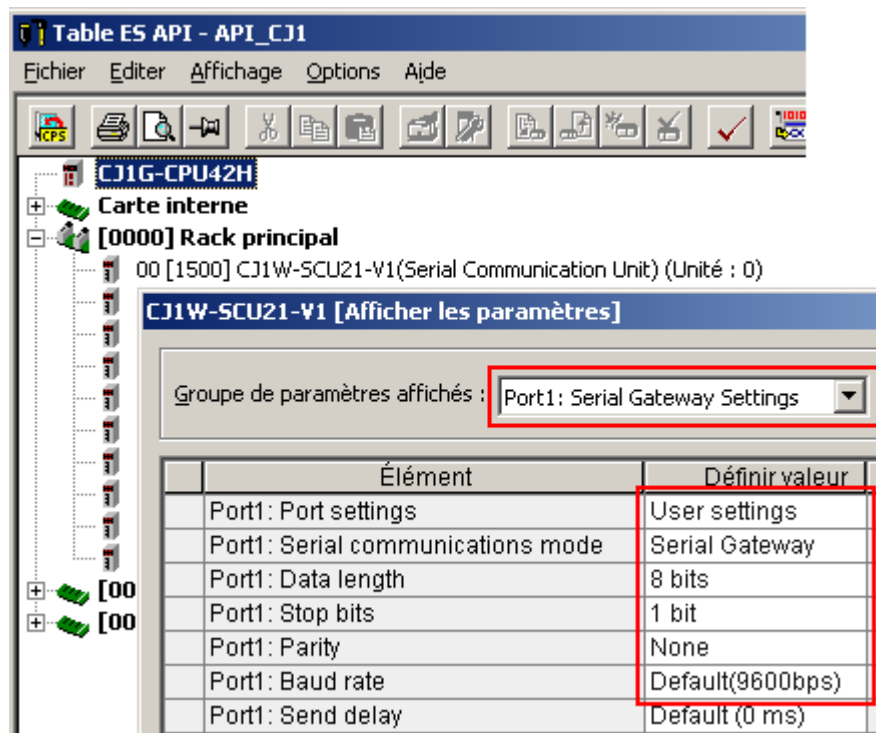 Table ES API - API_CJ1
Fichier Editer Affichage Options Aide
CPS
CJ1G-CPU42H
Carte interne
[0000] Rack principal
00 [1500] CJ1W-SCU21-V1(Serial Communication Unit) (Unité : 0)
CJ1W-SCU21-V1 [Afficher les paramètres]
Groupe de paramètres affichés : Port1: Serial Gateway Settings
Élément Définir valeur
Port1: Port settings User settings
Port1: Serial communications mode Serial Gateway
Port1: Data length 8 bits
[00 Port1: Stop bits 1 bit
[00 Port1: Parity None
Port1: Baud rate Default(9600bps)
Port1: Send delay Default (0 ms)